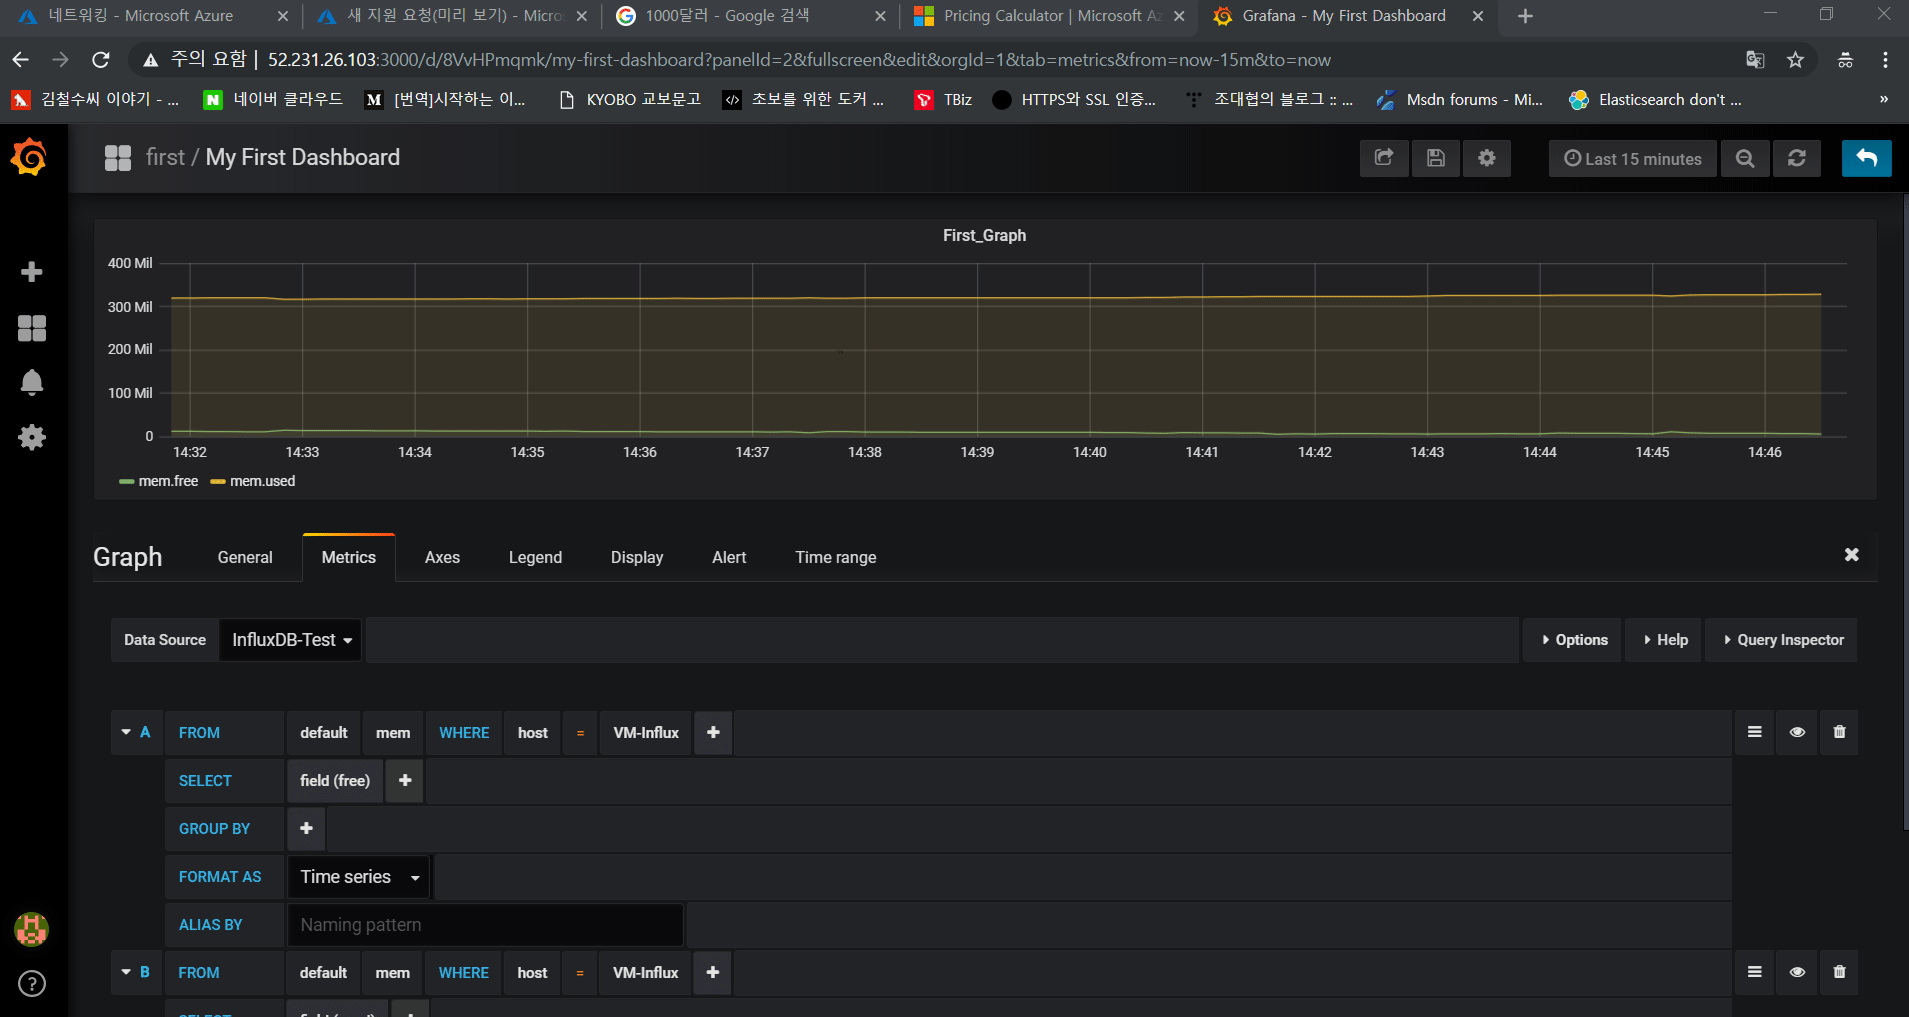 네트워킹 - Microsoft Azure
새 지원 요청(미리 보기) - Micros
1000달러 - Google 검색
Pricing Calculator | Microsoft Az
Grafana - My First Dashboard
주의 요함 | 52.231.26.103:3000/d/8VvHPmqmk/my-first-dashboard?panelId=2&fullscreen&edit&orgId=1&tab=metrics&from=now-15m&to=now
김철수씨 이야기 - ...
네이버 클라우드
[번역]시작하는 이...
KYOBO 교보문고
초보를 위한 도커 ...
TBiz
HTTPS와 SSL 인증...
조대협의 블로그 :: ...
Msdn forums - Mi...
Elasticsearch don't ...
»
first / My First Dashboard
Last 15 minutes
First_Graph
400 Mil
300 Mil
200 Mil
100 Mil
0
14:32 14:33 14:34 14:35 14:36 14:37 14:38 14:39 14:40 14:41 14:42 14:43 14:44 14:45 14:46
mem.free mem.used
Graph General Metrics Axes Legend Display Alert Time range
Data Source InfluxDB-Test Options Help Query Inspector
A FROM default mem WHERE host = VM-Influx +
SELECT field (free) +
GROUP BY +
FORMAT AS Time series
ALIAS BY Naming pattern
B FROM default mem WHERE host = VM-Influx +